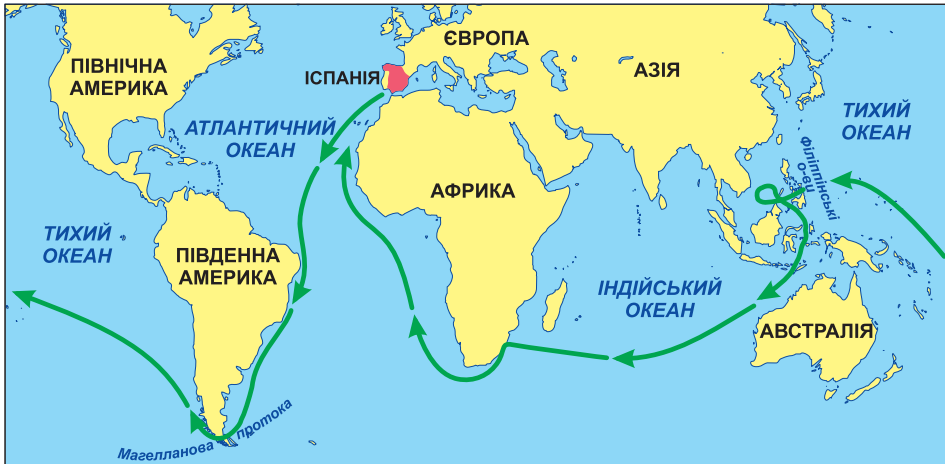 ПІВНІЧНА
АМЕРИКА
ІСПАНІЯ
ЄВРОПА
АЗІЯ
ТИХИЙ
ОКЕАН
АТЛАНТИЧНИЙ
ОКЕАН
Філіппінські
о-ви
АФРИКА
ТИХИЙ
ОКЕАН
ПІВДЕННА
АМЕРИКА
ІНДІЙСЬКИЙ
ОКЕАН
АВСТРАЛІЯ
Магелланова протока